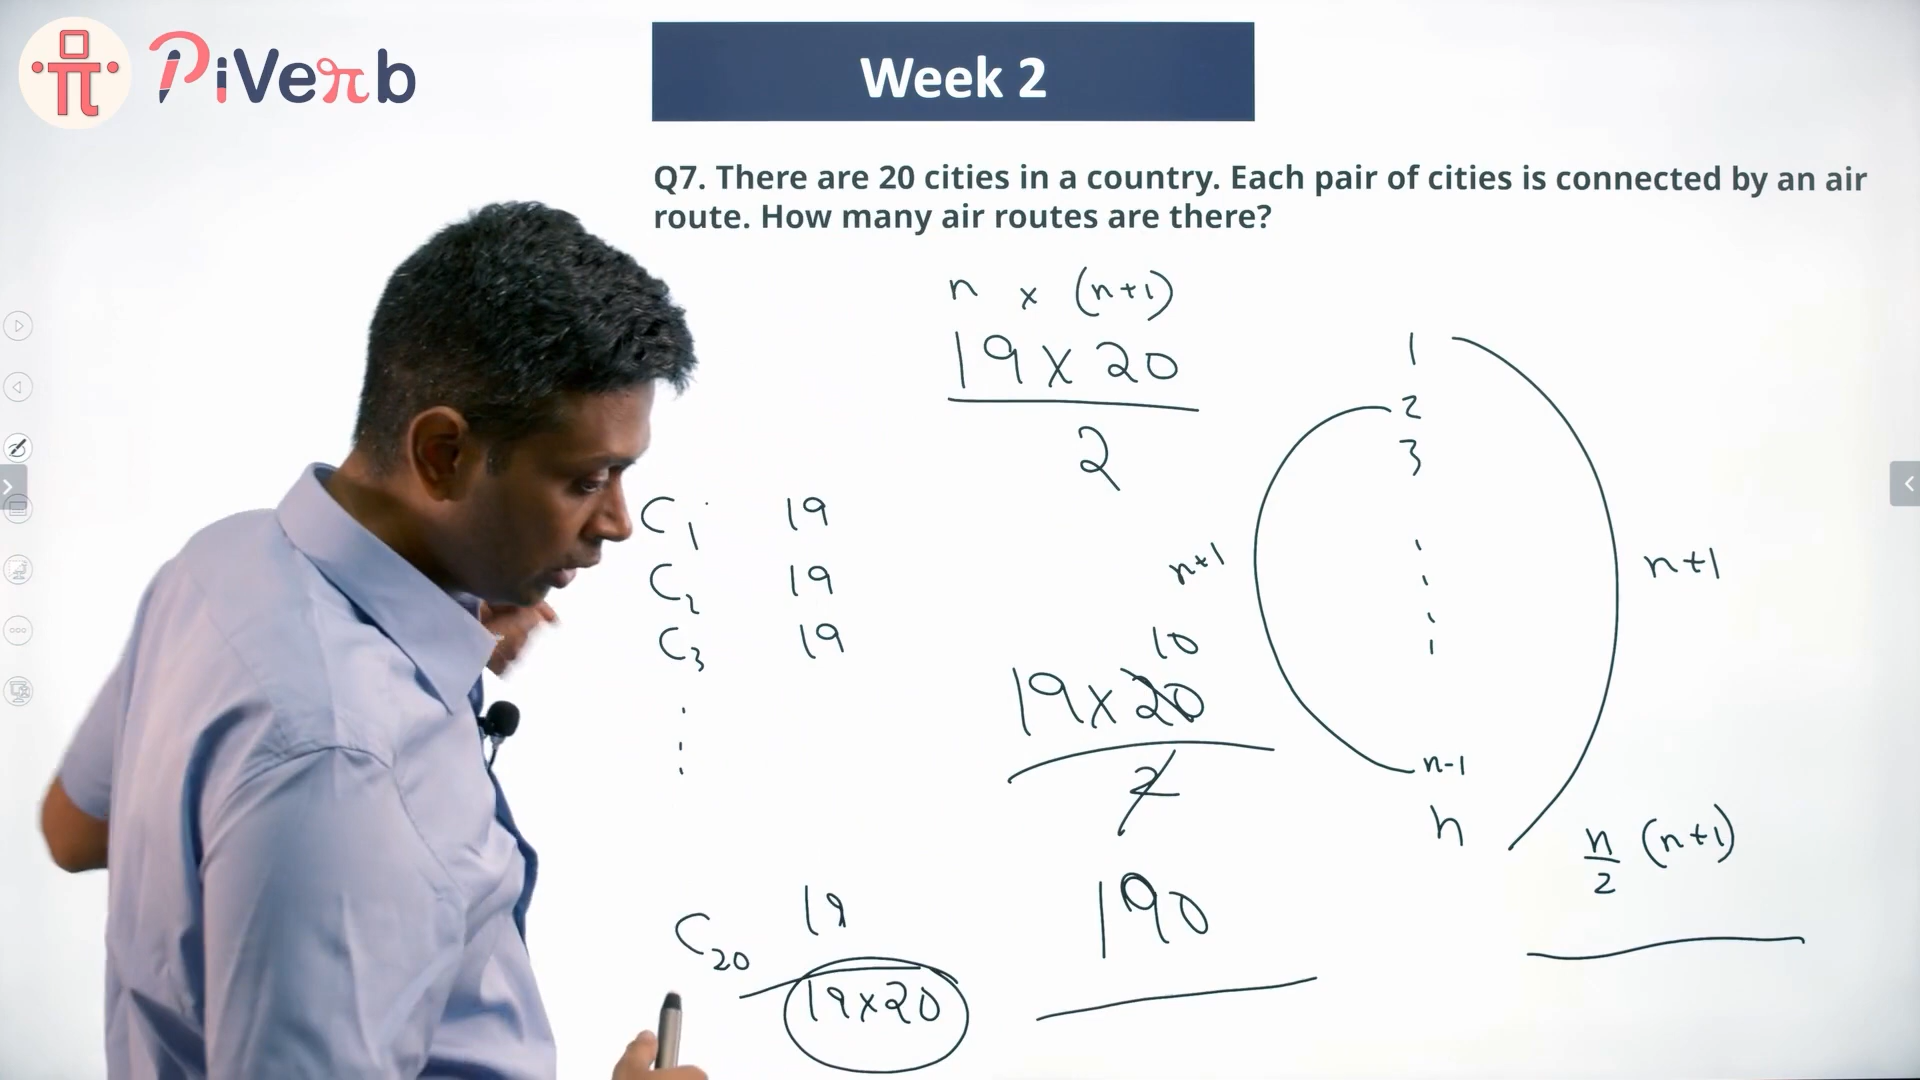 PiVerb
Week 2
Q7. There are 20 cities in a country. Each pair of cities is connected by an air
route. How many air routes are there?
n x (n+1)
19 x 20
2
C1 19
C2 19
C3 19
C20 19
19x20
10
19 x 20
2
190
1
2
3
n-1
n
n+1
n+1
n/2 (n+1)